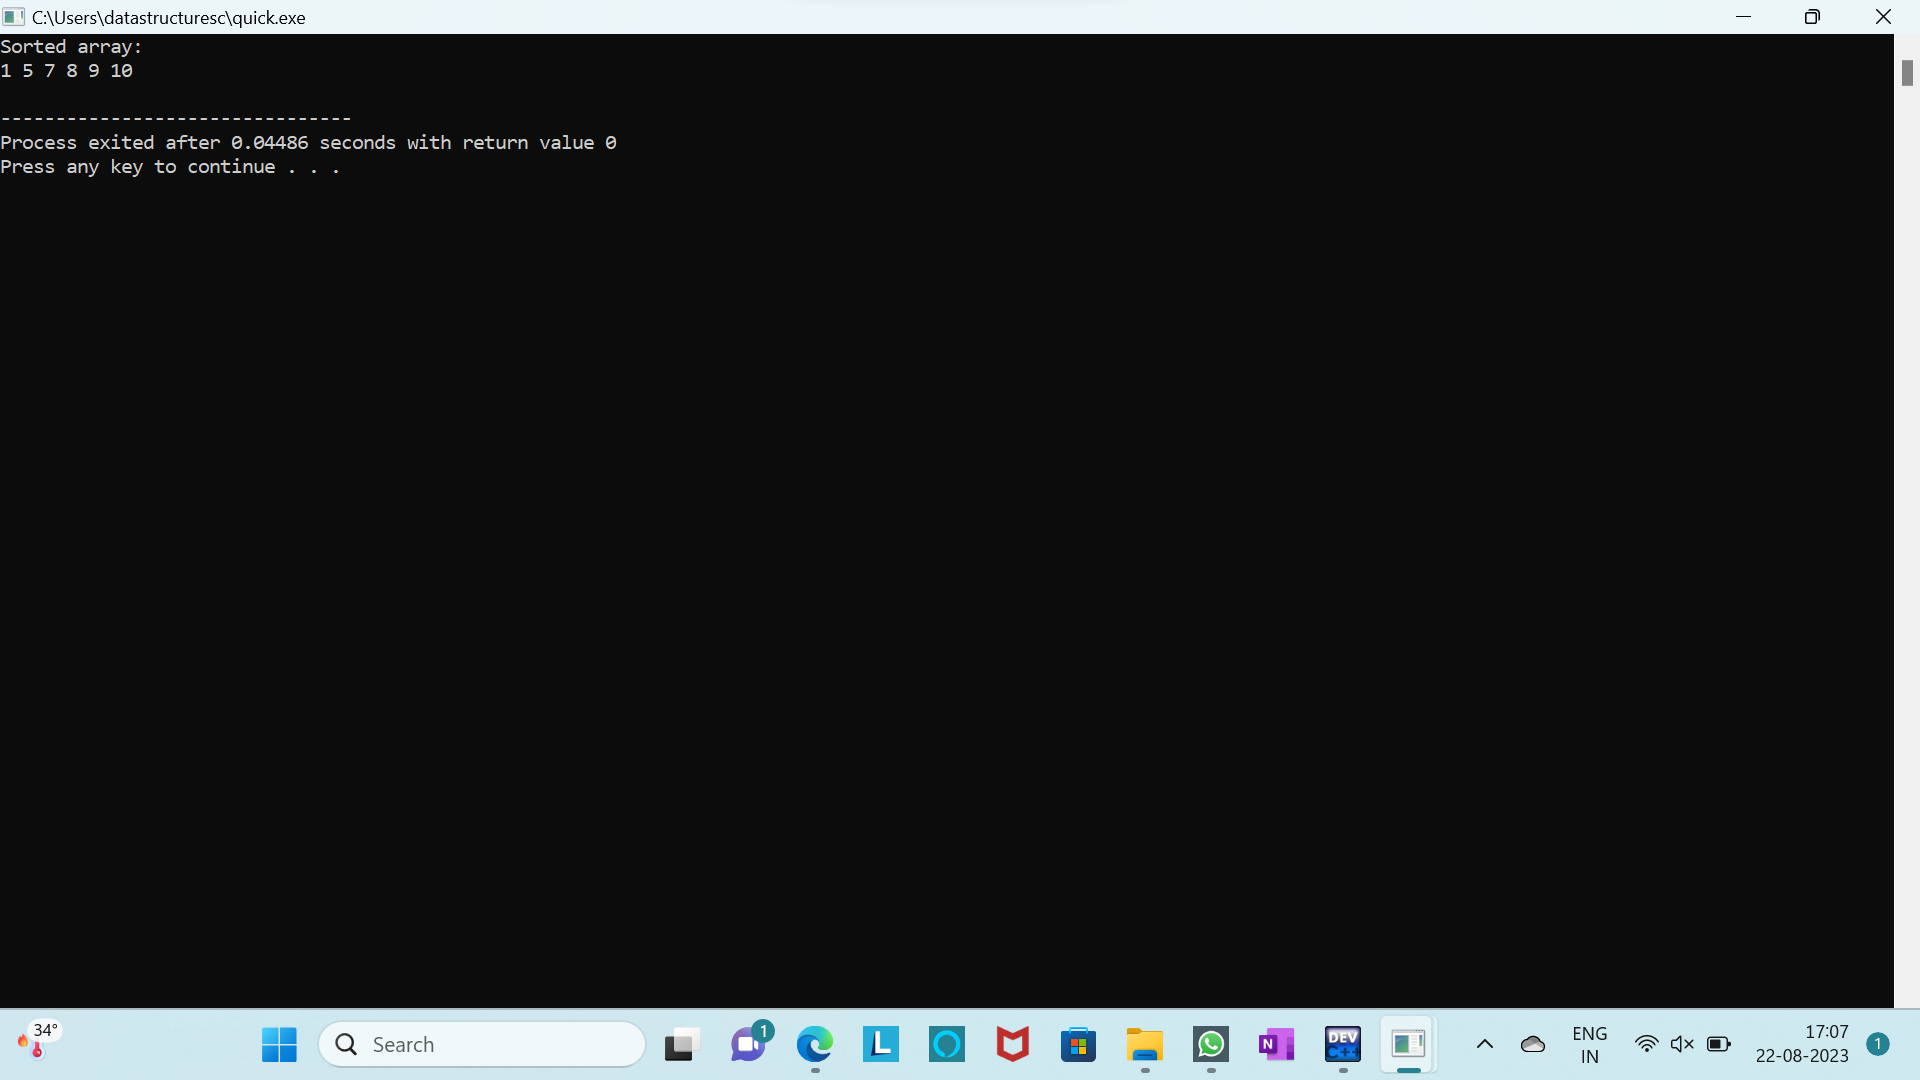 C:\Users\datastructuresc\quick.exe
Sorted array:
1 5 7 8 9 10
--------------------------------
Process exited after 0.04486 seconds with return value 0
Press any key to continue . . .
34°
Search
1
L
N
DEV
C++
ENG
IN
17:07
22-08-2023
1